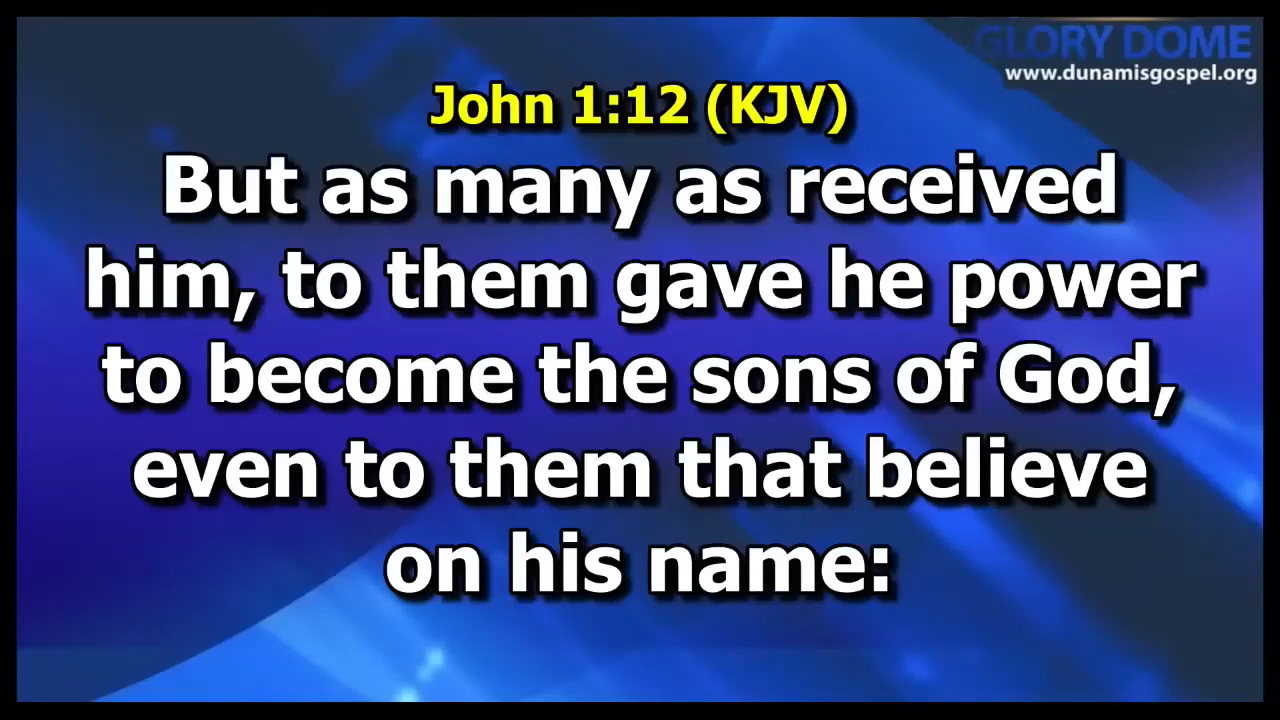 GLORY DOME
www.dunamisgospel.org
John 1:12 (KJV)
But as many as received
him, to them gave he power
to become the sons of God,
even to them that believe
on his name: